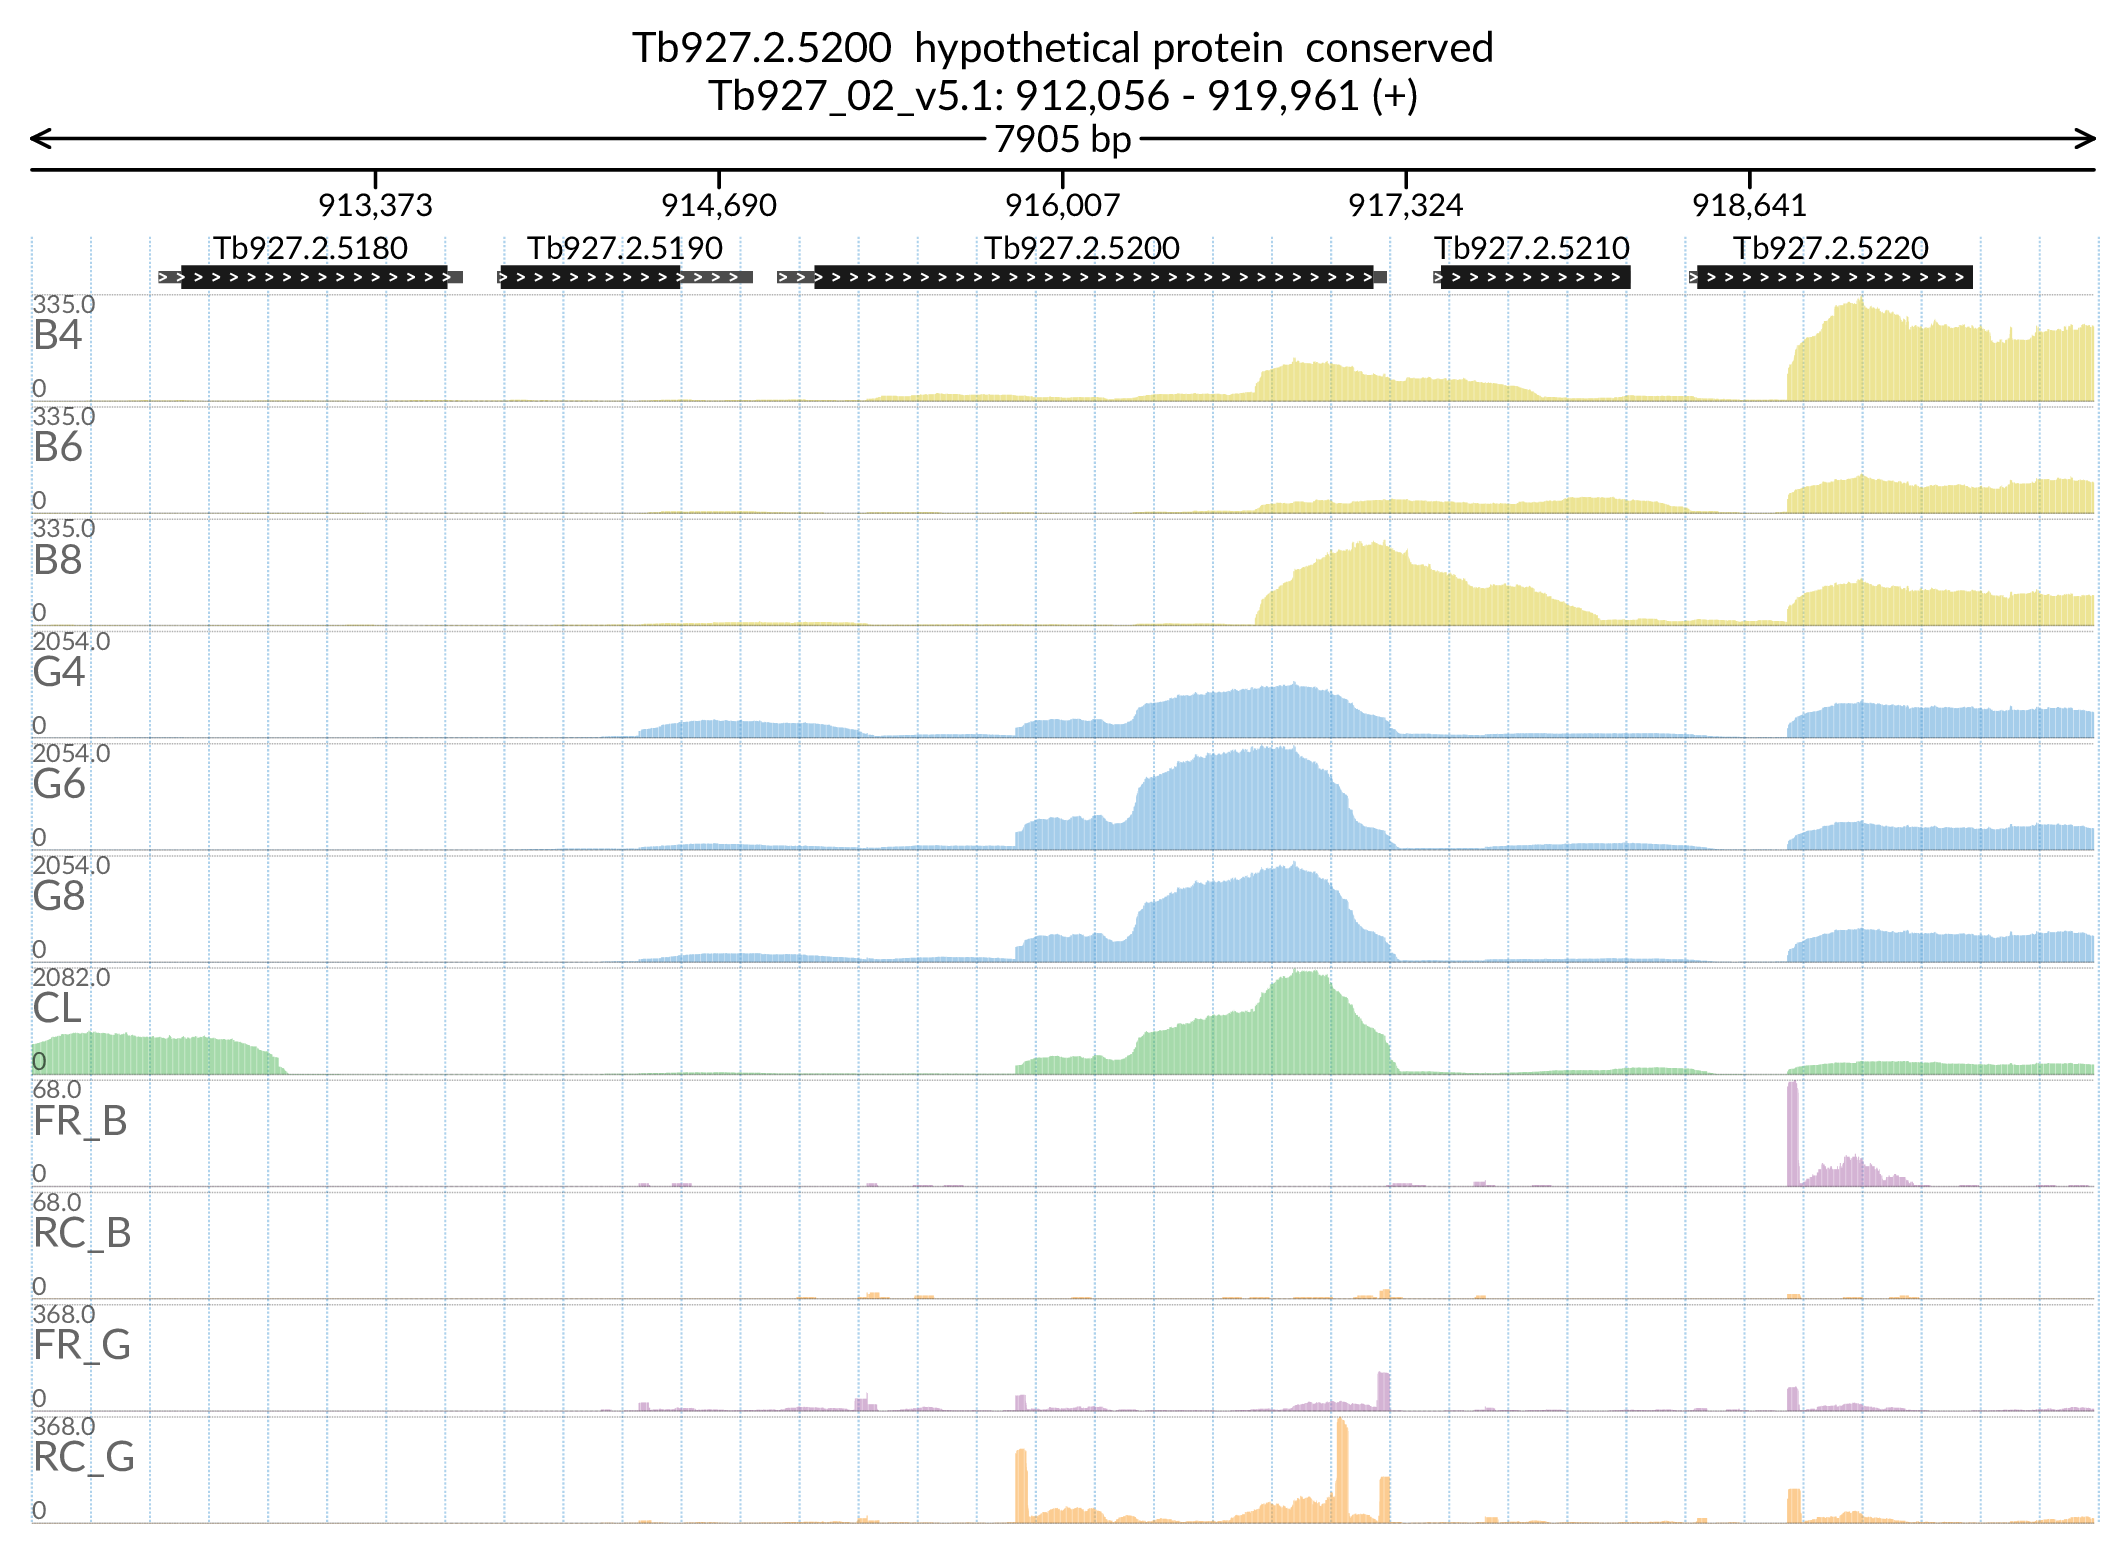 Tb927.2.5200 hypothetical protein conserved
Tb927_02_v5.1: 912,056 - 919,961 (+)
7905 bp
913,373 914,690 916,007 917,324 918,641
Tb927.2.5180 Tb927.2.5190 Tb927.2.5200 Tb927.2.5210 Tb927.2.5220
335.0
B4
0
335.0
B6
0
335.0
B8
0
2054.0
G4
0
2054.0
G6
0
2054.0
G8
0
2082.0
CL
0
68.0
FR_B
0
68.0
RC_B
0
368.0
FR_G
0
368.0
RC_G
0